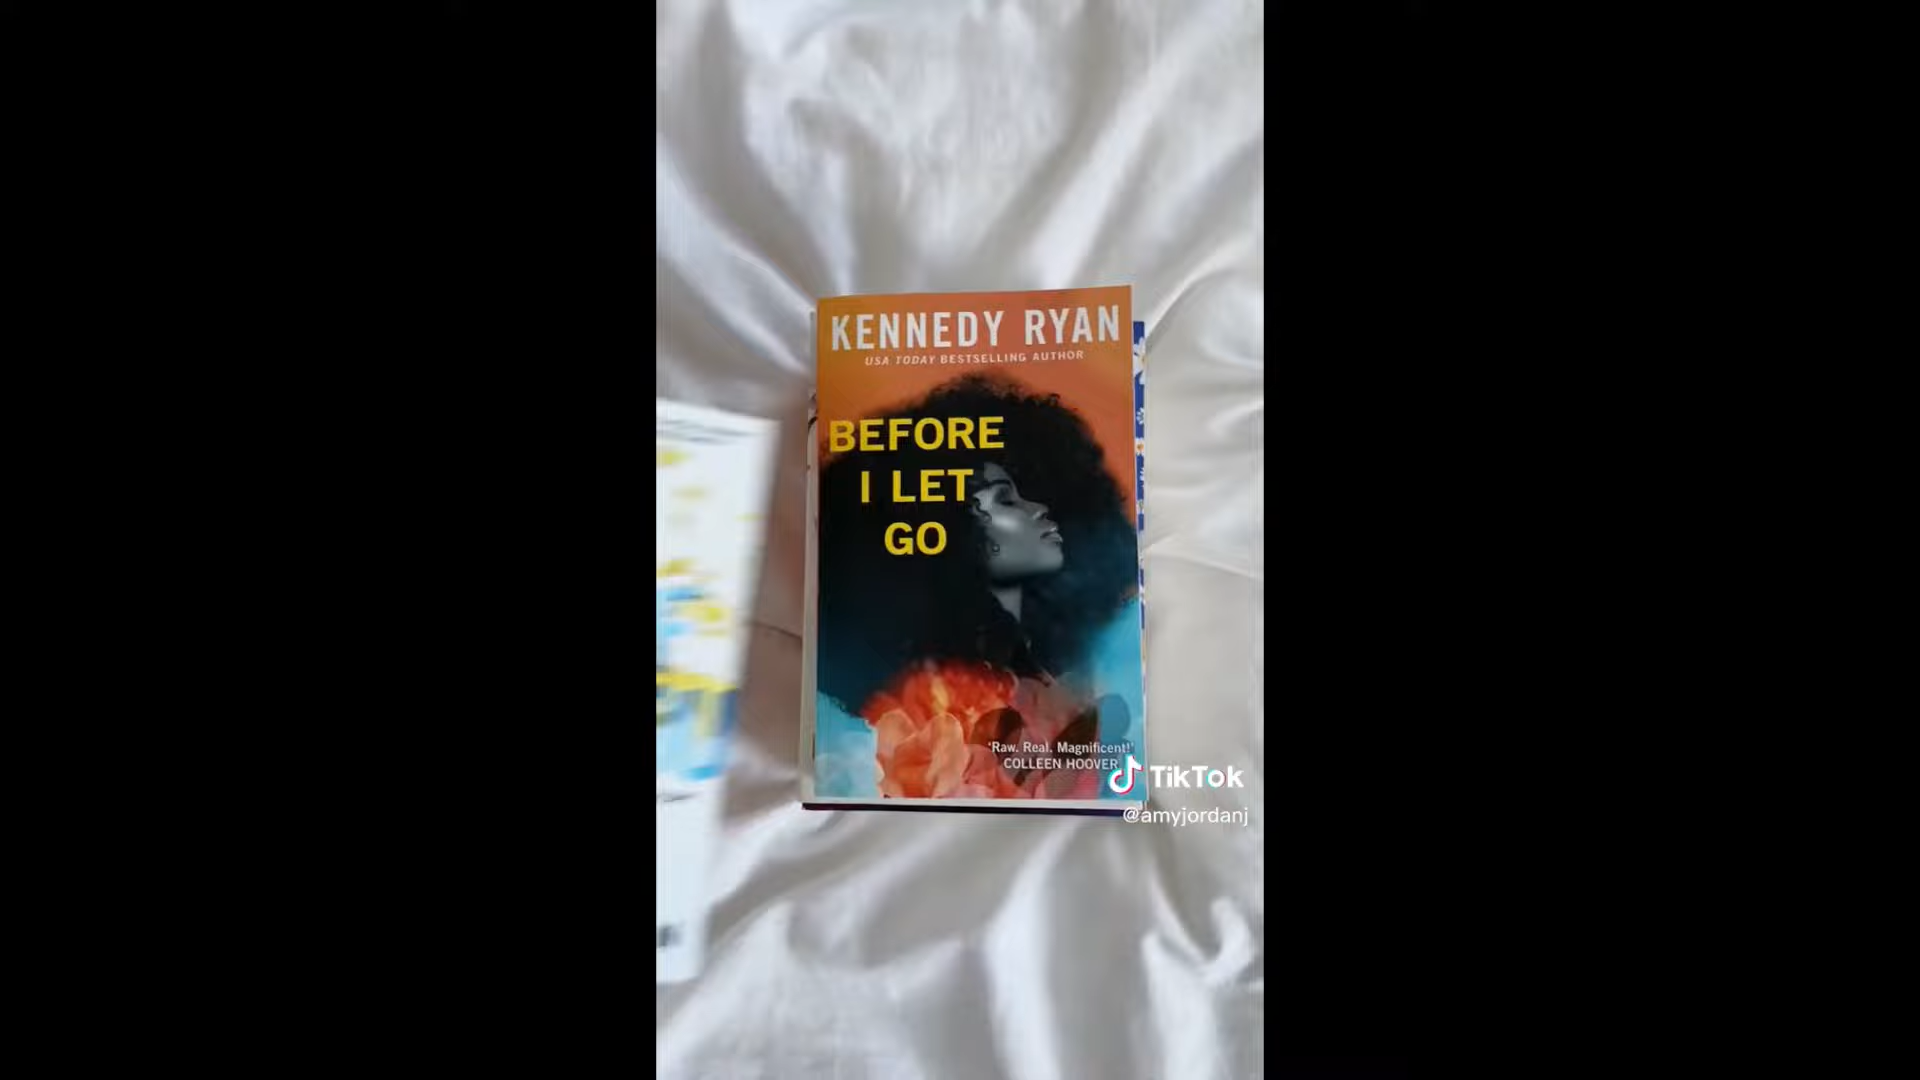 KENNEDY RYAN
USA TODAY BESTSELLING AUTHOR
BEFORE
I LET
GO
'Raw. Real. Magnificent!'
COLLEEN HOOVER
TikTok
@amyjordanj